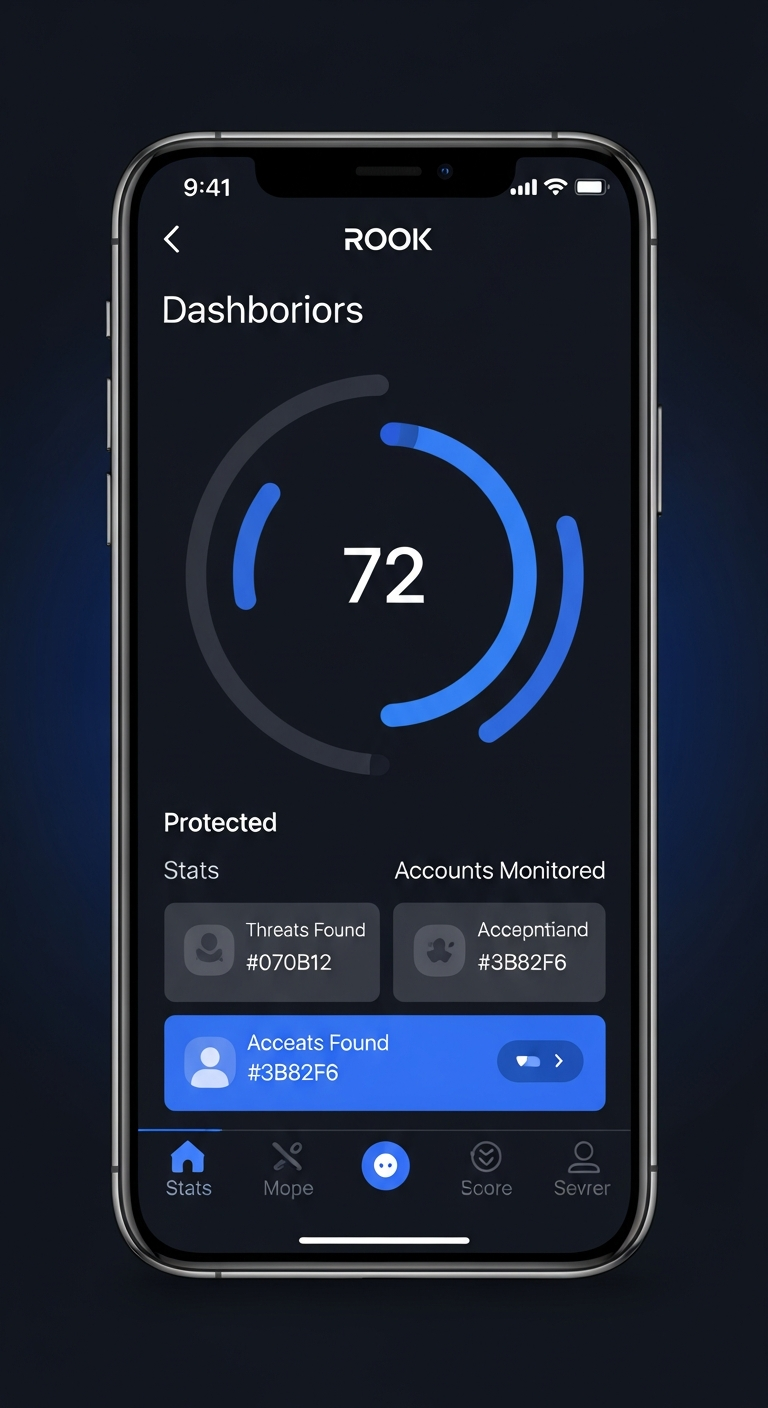 9:41
ROOK
Dashboriors
72
Protected
Stats
Accounts Monitored
Threats Found
#070B12
Accepntiand
#3B82F6
Acceats Found
#3B82F6
Stats
Mope
Score
Sevrer